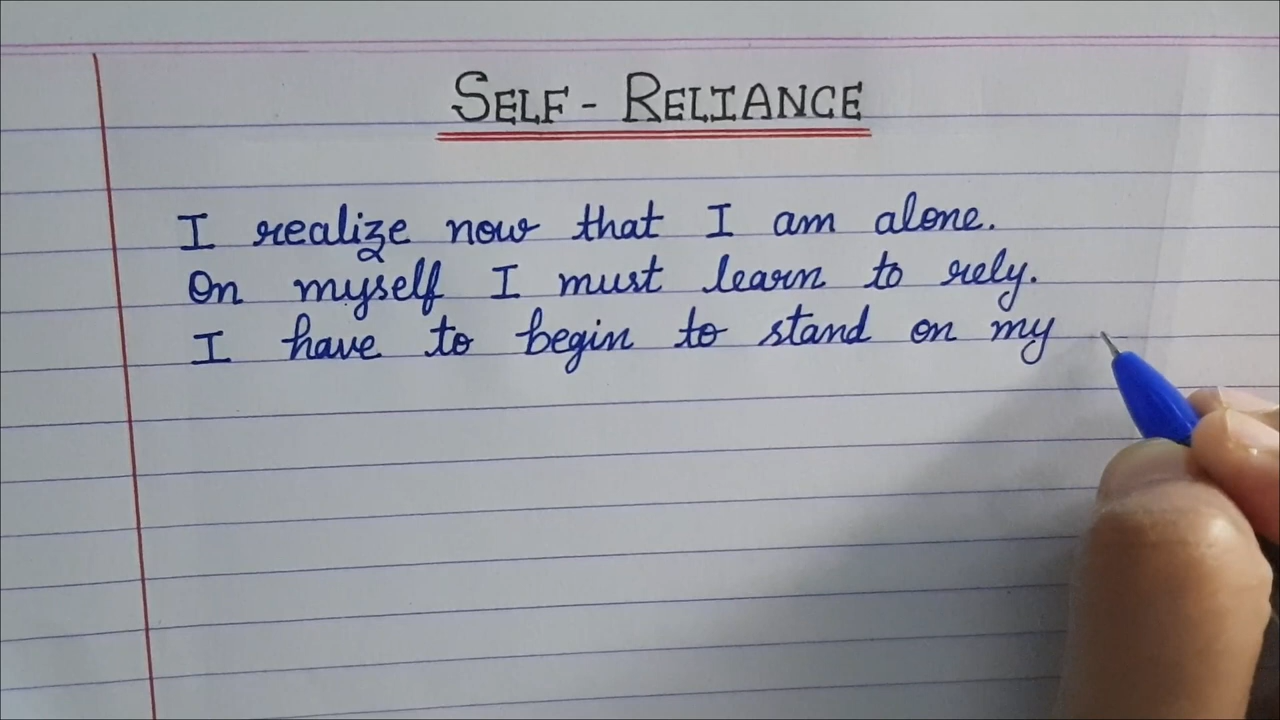 SELF - RELIANCE
I realize now that I am alone.
On myself I must learn to rely.
I have to begin to stand on my